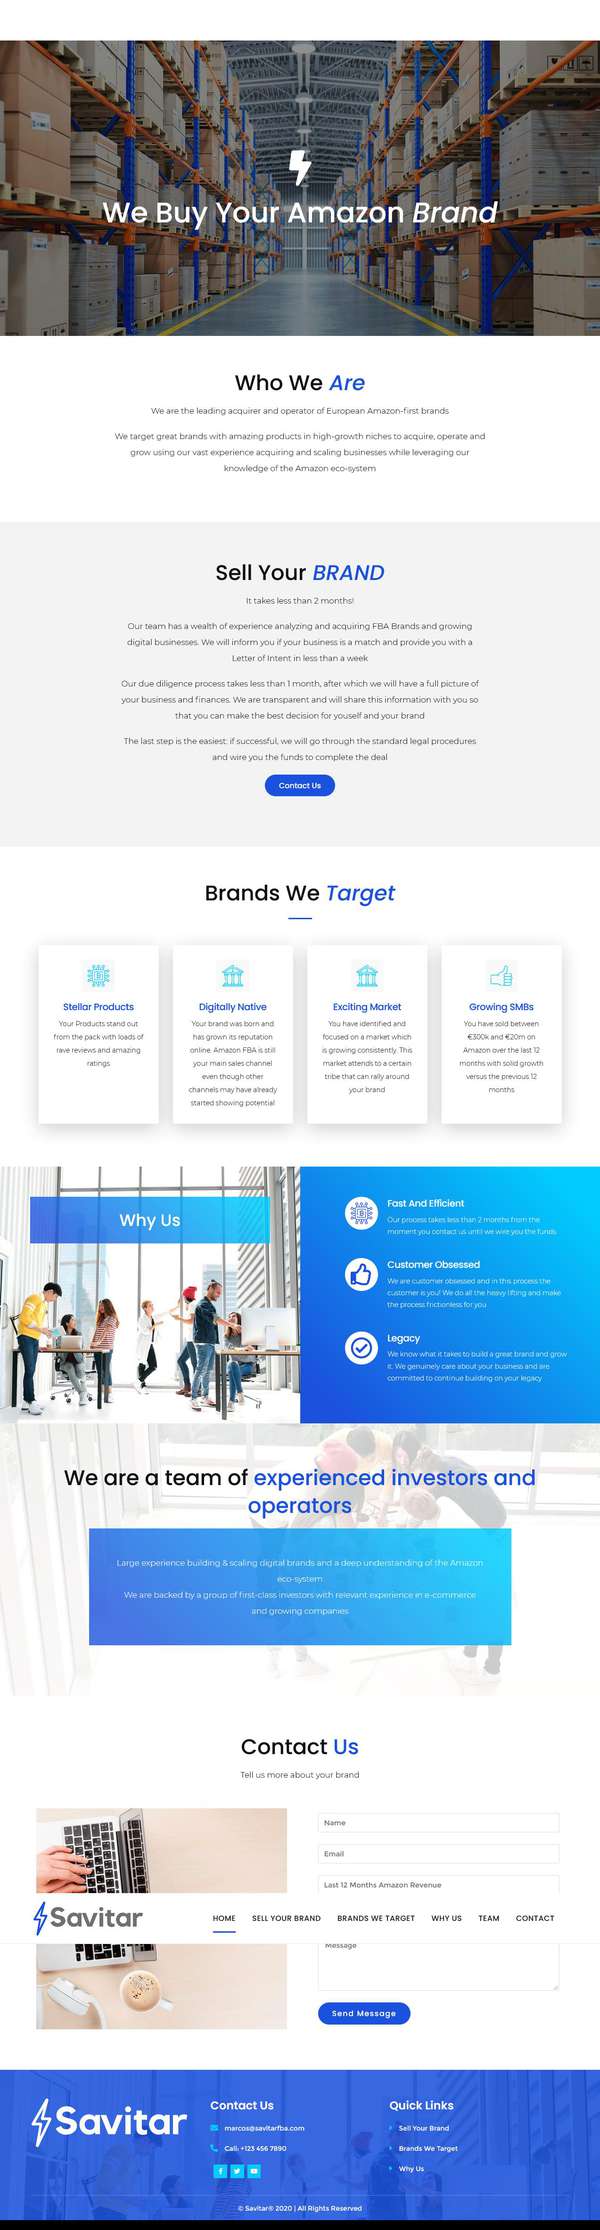 We Buy Your Amazon Brand
Who We Are
We are the leading acquirer and operator of European Amazon-first brands
We target great brands with amazing products in high-growth niches to acquire, operate and
grow using our vast experience acquiring and scaling businesses while leveraging our
knowledge of the Amazon eco-system
Sell Your BRAND
It takes less than 2 months!
Our team has a wealth of experience analyzing and acquiring FBA Brands and growing
digital businesses. We will inform you if your business is a match and provide you with a
Letter of Intent in less than a week
Our due diligence process takes less than 1 month, after which we will have a full picture of
your business and finances. We are transparent and will share this information with you so
that you can make the best decision for youself and your brand
The last step is the easiest: if successful, we will go through the standard legal procedures
and wire you the funds to complete the deal
Contact Us
Brands We Target
Stellar Products
Your Products stand out
from the pack with loads of
rave reviews and amazing
ratings
Digitally Native
Your brand was born and
has grown its reputation
online. Amazon FBA is still
your main sales channel
even though other
channels may have already
started showing potential
Exciting Market
You have identified and
focused on a market which
is growing consistently. This
market attends to a certain
tribe that can rally around
your brand
Growing SMBs
You have sold between
€300k and €20m on
Amazon over the last 12
months with solid growth
versus the previous 12
months
Why Us
Fast And Efficient
Our process takes less than 2 months from the
moment you contact us until we wire you the funds
Customer Obsessed
We are customer obsessed and in this process the
customer is you! We do all the heavy lifting and make
the process frictionless for you
Legacy
We know what it takes to build a great brand and grow
it. We genuinely care about your business and are
committed to continue building on your legacy
We are a team of experienced investors and
operators
Large experience building & scaling digital brands and a deep understanding of the Amazon
eco-system
We are backed by a group of first-class investors with relevant experience in e-commerce
and growing companies
Contact Us
Tell us more about your brand
Name
Email
Last 12 Months Amazon Revenue
Savitar
HOME SELL YOUR BRAND BRANDS WE TARGET WHY US TEAM CONTACT
Message
Send Message
Savitar
Contact Us
marcos@savitarfba.com
Call: +123 456 7890
Quick Links
Sell Your Brand
Brands We Target
Why Us
© Savitar® 2020 | All Rights Reserved